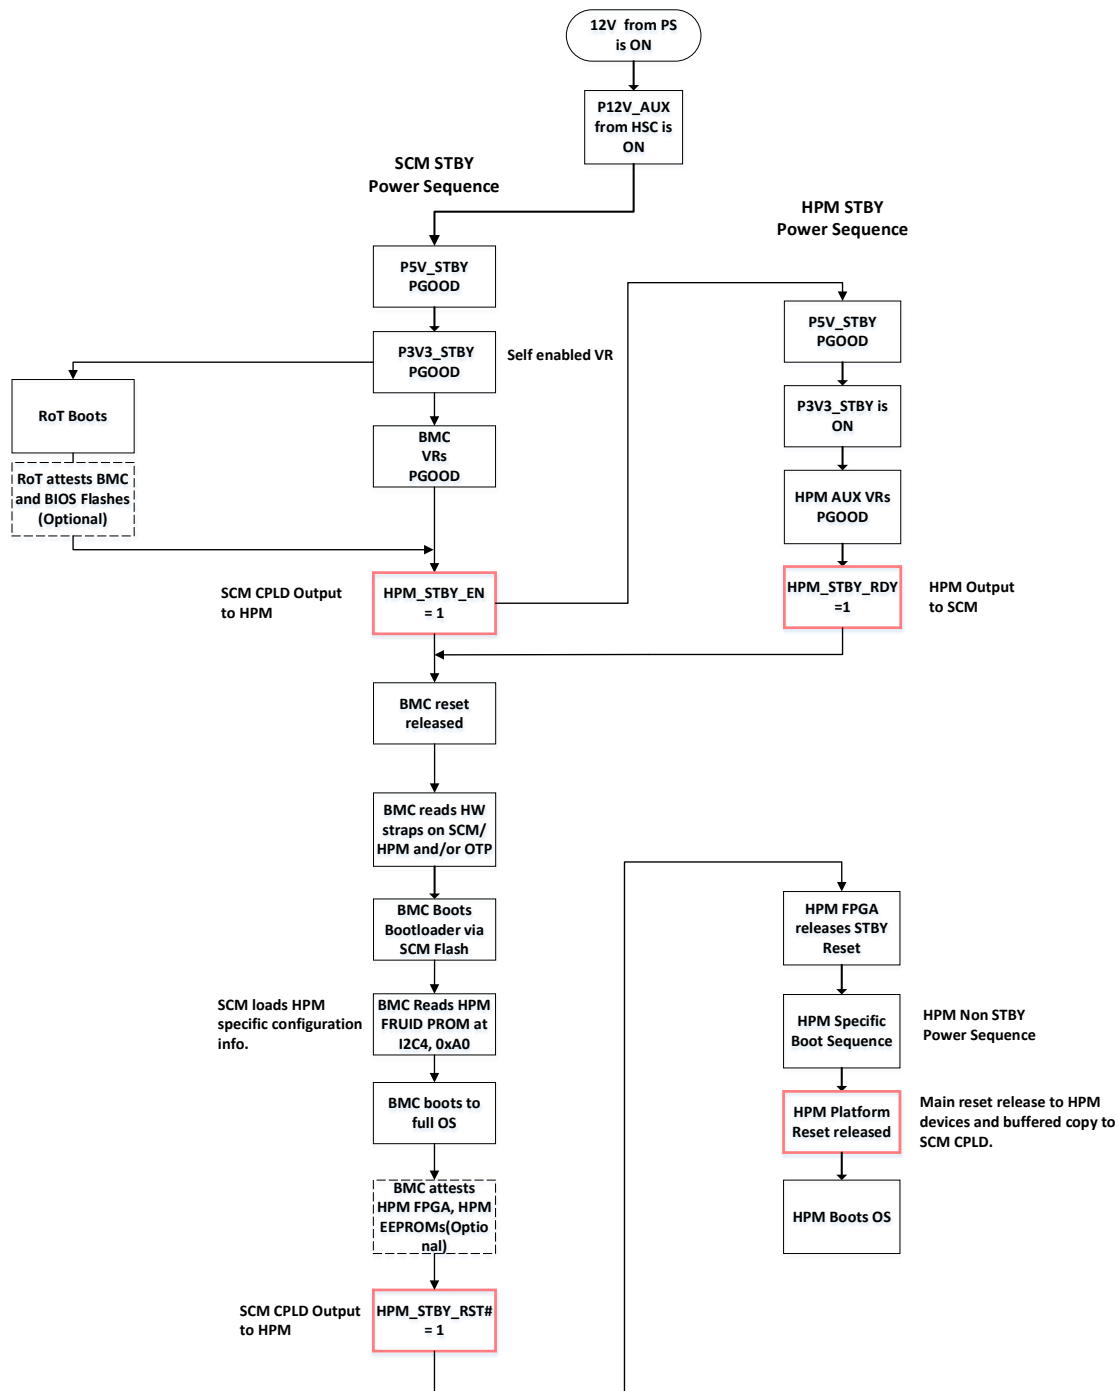 12V from PS
is ON
P12V_AUX
from HSC is
ON
SCM STBY
Power Sequence
HPM STBY
Power Sequence
P5V_STBY
PGOOD
P5V_STBY
PGOOD
P3V3_STBY
PGOOD
Self enabled VR
RoT Boots
P3V3_STBY is
ON
BMC
VRs
PGOOD
RoT attests BMC
and BIOS Flashes
(Optional)
HPM AUX VRs
PGOOD
SCM CPLD Output
to HPM
HPM_STBY_EN
= 1
HPM_STBY_RDY
=1
HPM Output
to SCM
BMC reset
released
BMC reads HW
straps on SCM/
HPM and/or OTP
BMC Boots
Bootloader via
SCM Flash
HPM FPGA
releases STBY
Reset
SCM loads HPM
specific configuration
info.
BMC Reads HPM
FRUID PROM at
I2C4, 0xA0
HPM Specific
Boot Sequence
HPM Non STBY
Power Sequence
BMC boots to
full OS
HPM Platform
Reset released
Main reset release to HPM
devices and buffered copy to
SCM CPLD.
BMC attests
HPM FPGA, HPM
EEPROMs(Optio
nal)
HPM Boots OS
SCM CPLD Output
to HPM
HPM_STBY_RST#
= 1